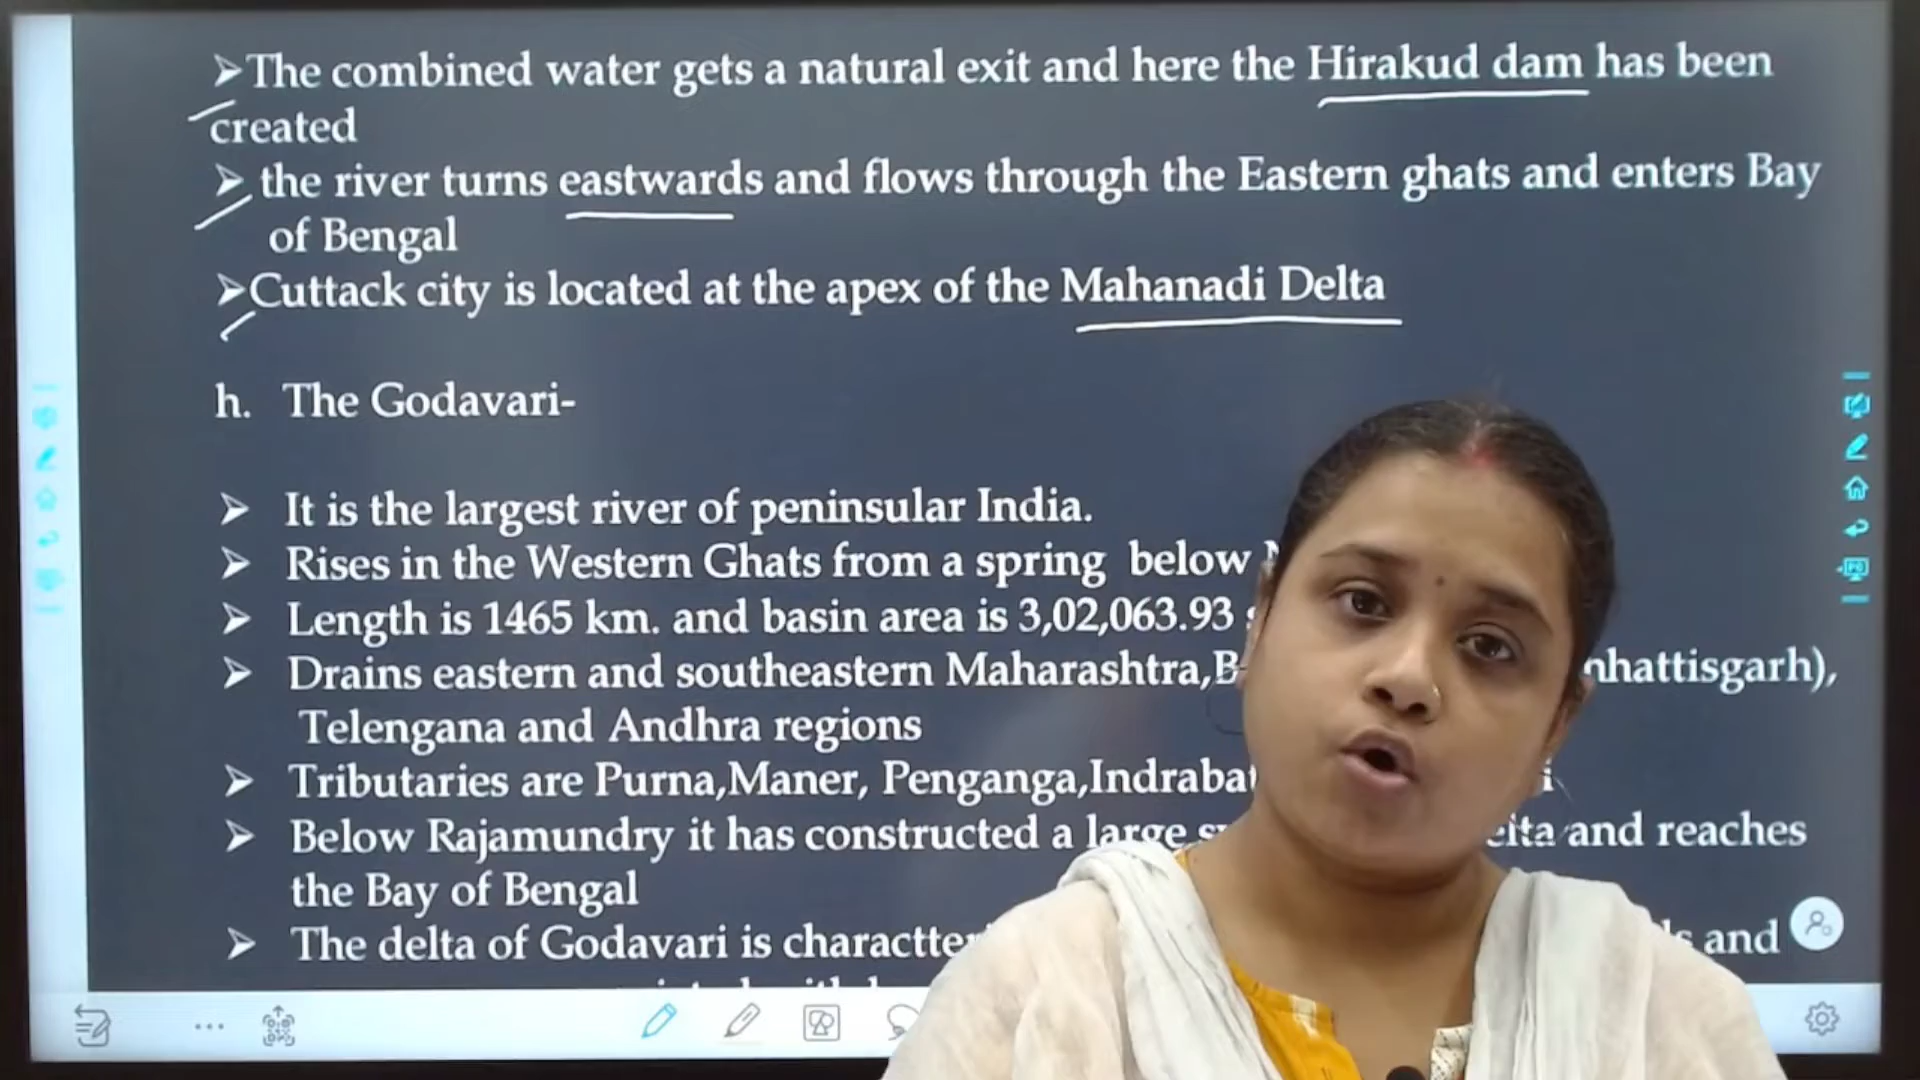 ➢The combined water gets a natural exit and here the Hirakud dam has been
created
➢ the river turns eastwards and flows through the Eastern ghats and enters Bay
of Bengal
➢Cuttack city is located at the apex of the Mahanadi Delta
h. The Godavari-
➢ It is the largest river of peninsular India.
➢ Rises in the Western Ghats from a spring below
➢ Length is 1465 km. and basin area is 3,02,063.93
➢ Drains eastern and southeastern Maharashtra,
Telengana and Andhra regions
➢ Tributaries are Purna,Maner, Penganga,
➢ Below Rajamundry it has constructed a large and reaches
the Bay of Bengal
➢ The delta of Godavari is and